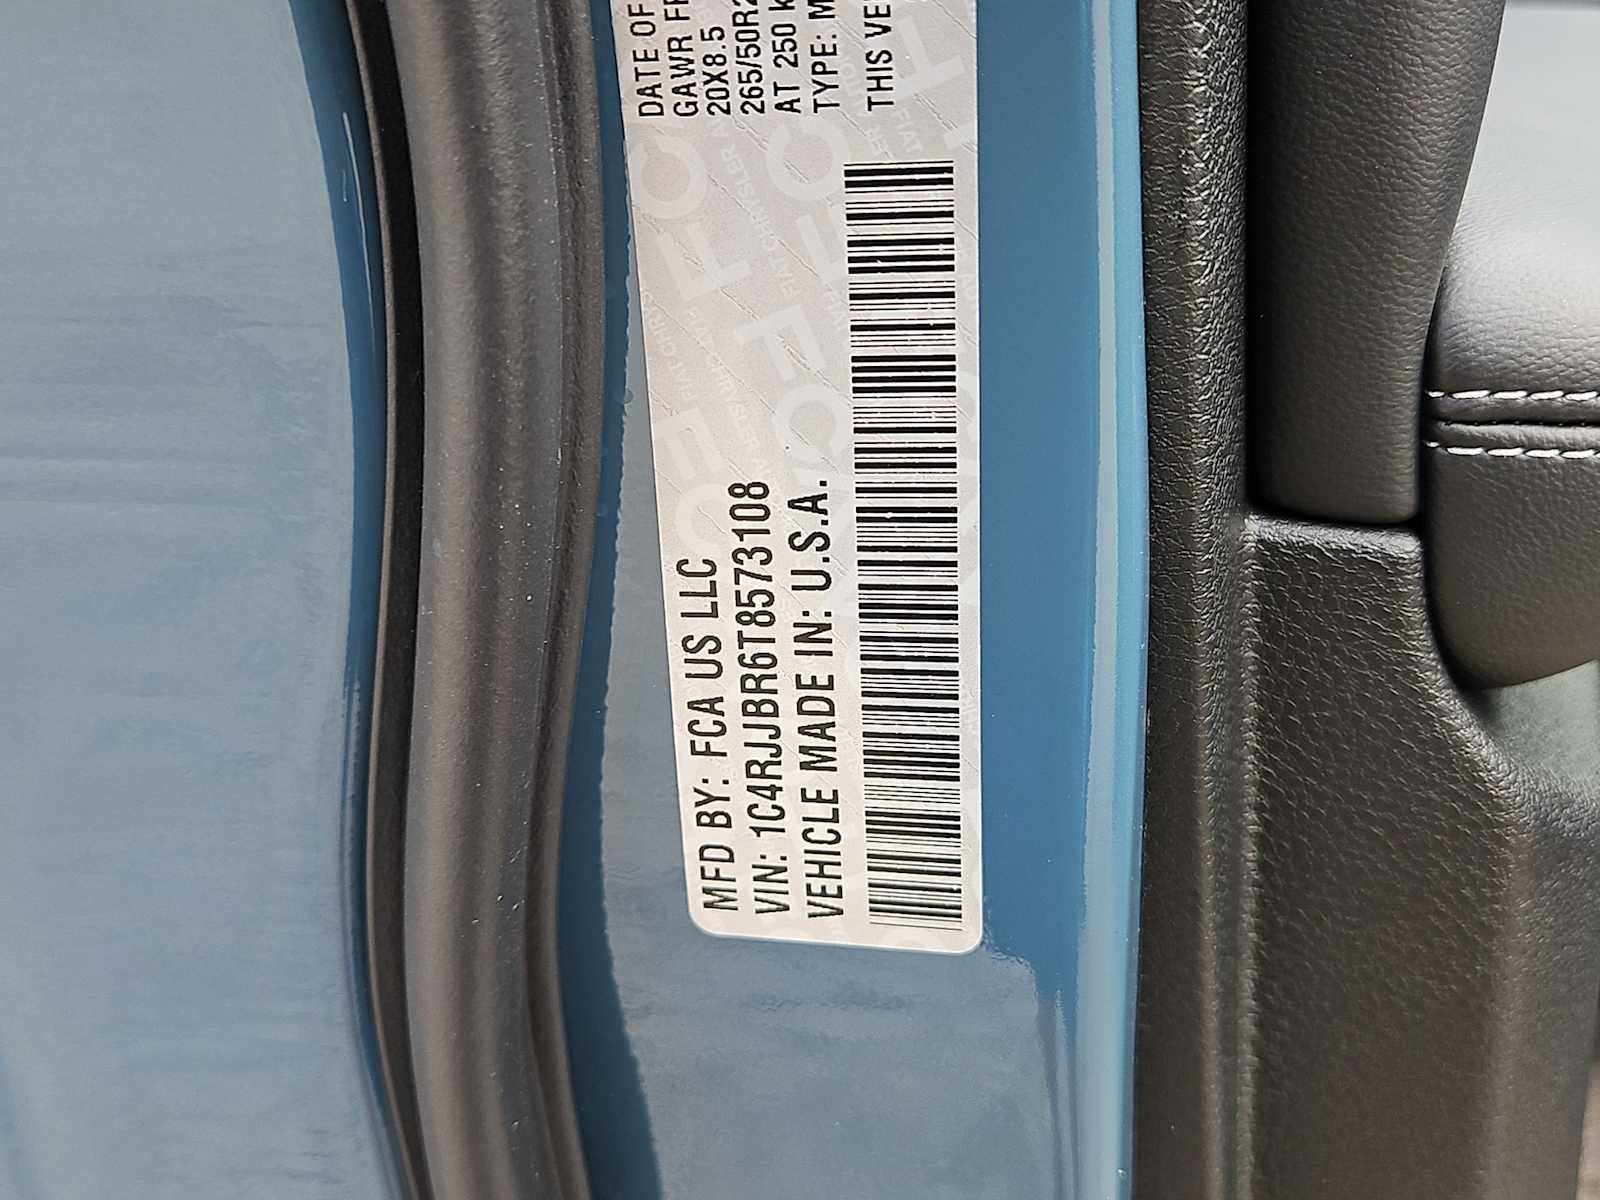 MFD BY: FCA US LLC
VIN: 1C4RJJBR6T8573108
VEHICLE MADE IN: U.S.A.
DATE OF
GAWR FR
20X8.5
265/50R2
AT 250 k
TYPE: M
THIS VE